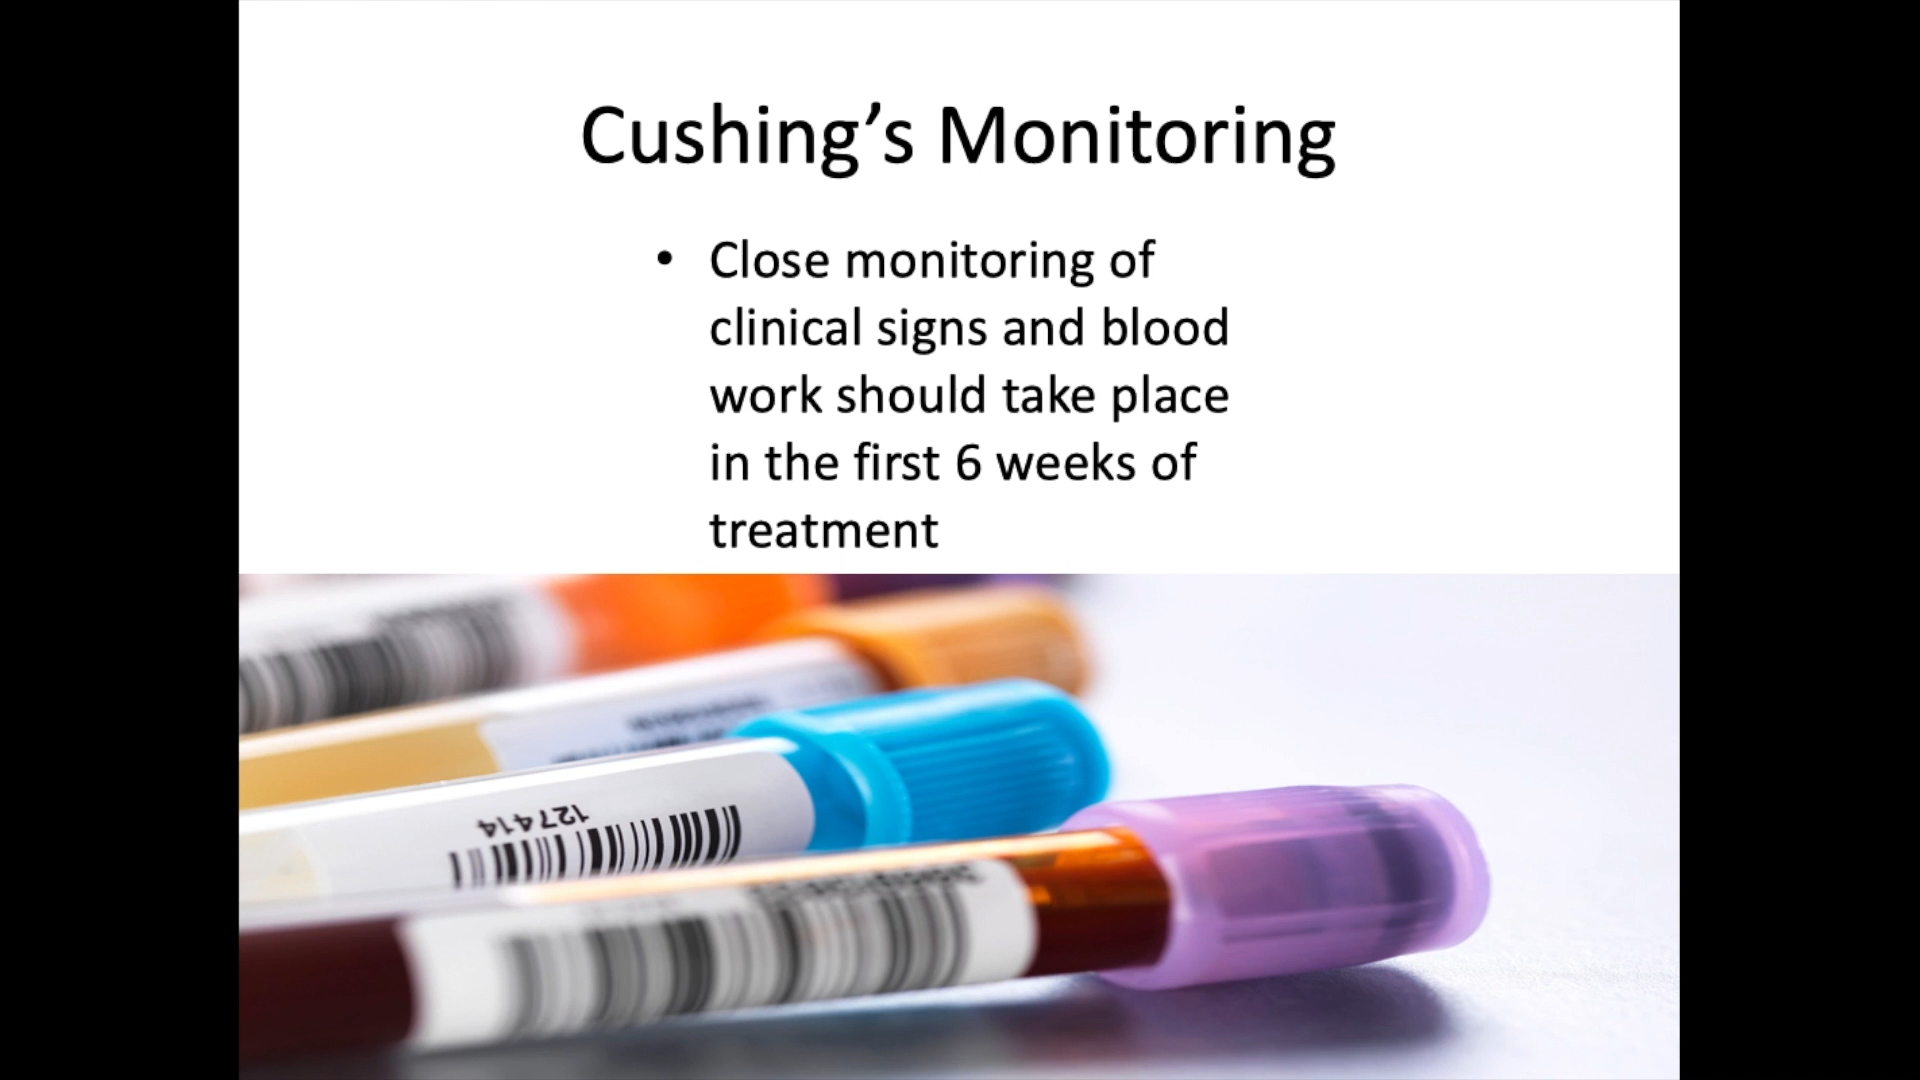 Cushing’s Monitoring
• Close monitoring of
clinical signs and blood
work should take place
in the first 6 weeks of
treatment
127414